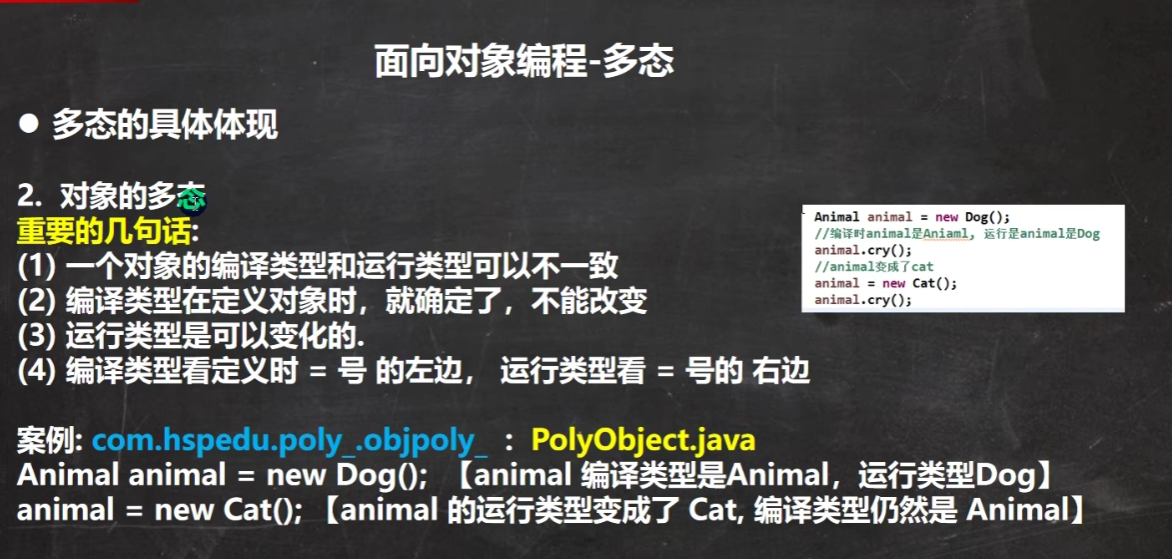 面向对象编程-多态
● 多态的具体体现
2. 对象的多态
重要的几句话:
(1) 一个对象的编译类型和运行类型可以不一致
(2) 编译类型在定义对象时，就确定了，不能改变
(3) 运行类型是可以变化的.
(4) 编译类型看定义时 = 号 的左边， 运行类型看 = 号的 右边
Animal animal = new Dog();
//编译时animal是Aniaml, 运行是animal是Dog
animal.cry();
//animal变成了cat
animal = new Cat();
animal.cry();
案例: com.hspedu.poly_.objpoly_ : PolyObject.java
Animal animal = new Dog(); 【animal 编译类型是Animal，运行类型Dog】
animal = new Cat(); 【animal 的运行类型变成了 Cat, 编译类型仍然是 Animal】